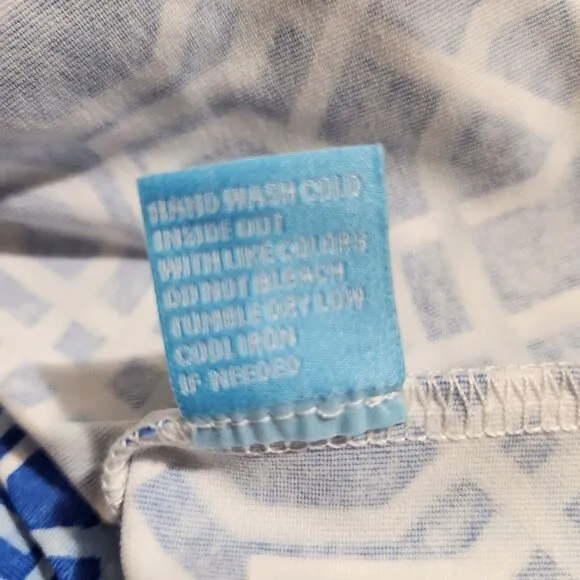 HAND WASH COLD
INSIDE OUT
WITH LIKE COLORS
DO NOT BLEACH
TUMBLE DRY LOW
COOL IRON
IF NEEDED